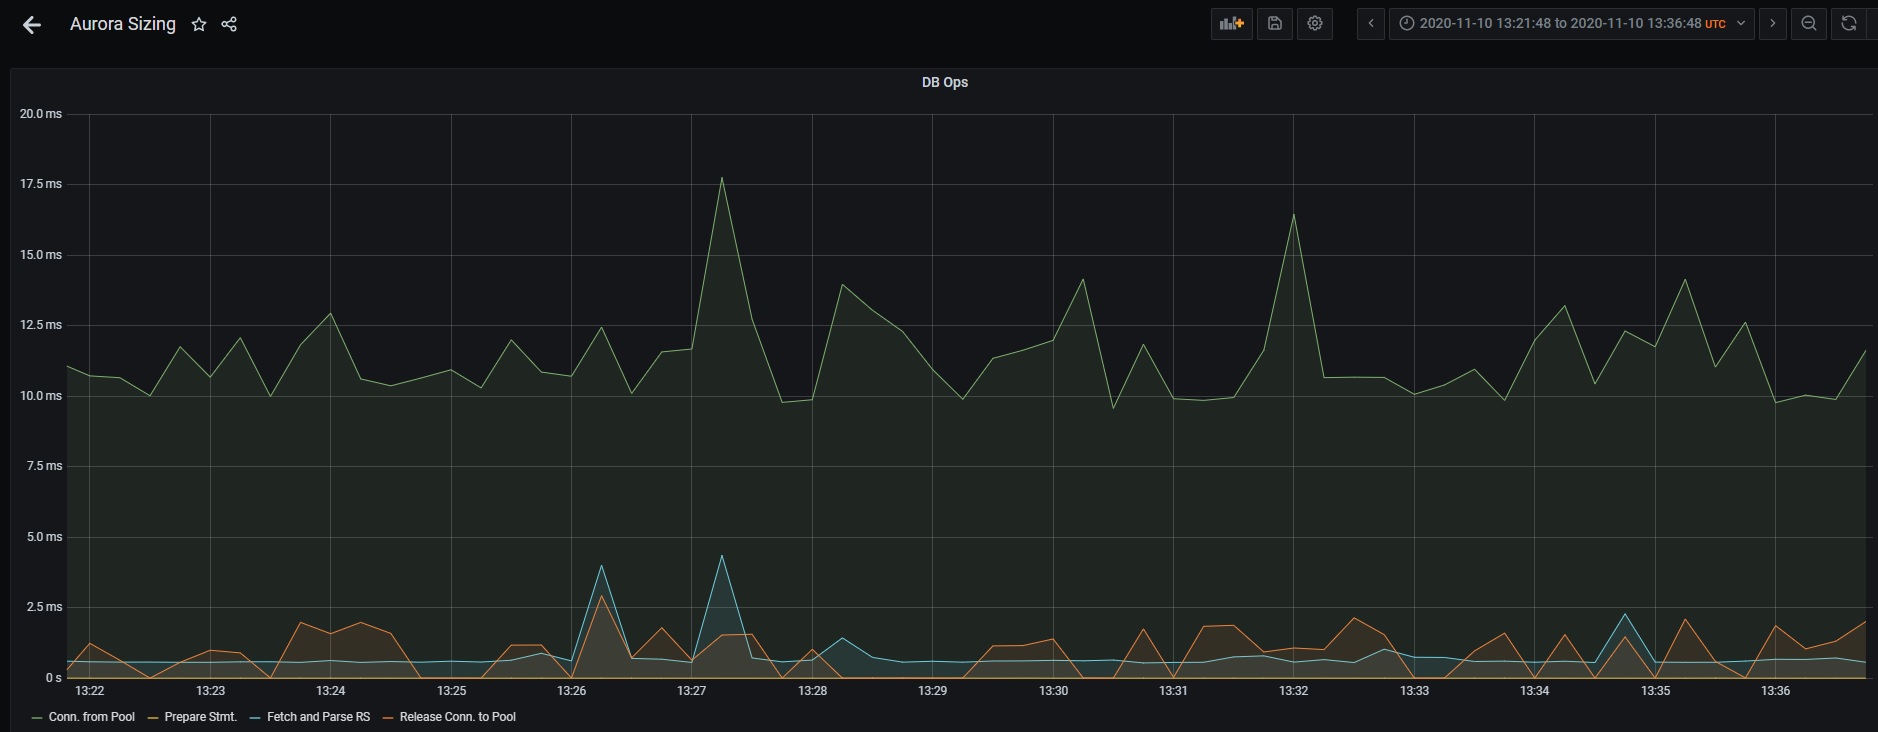 Aurora Sizing
2020-11-10 13:21:48 to 2020-11-10 13:36:48 UTC
DB Ops
20.0 ms
17.5 ms
15.0 ms
12.5 ms
10.0 ms
7.5 ms
5.0 ms
2.5 ms
0 s
13:22 13:23 13:24 13:25 13:26 13:27 13:28 13:29 13:30 13:31 13:32 13:33 13:34 13:35 13:36
Conn. from Pool Prepare Stmt. Fetch and Parse RS Release Conn. to Pool